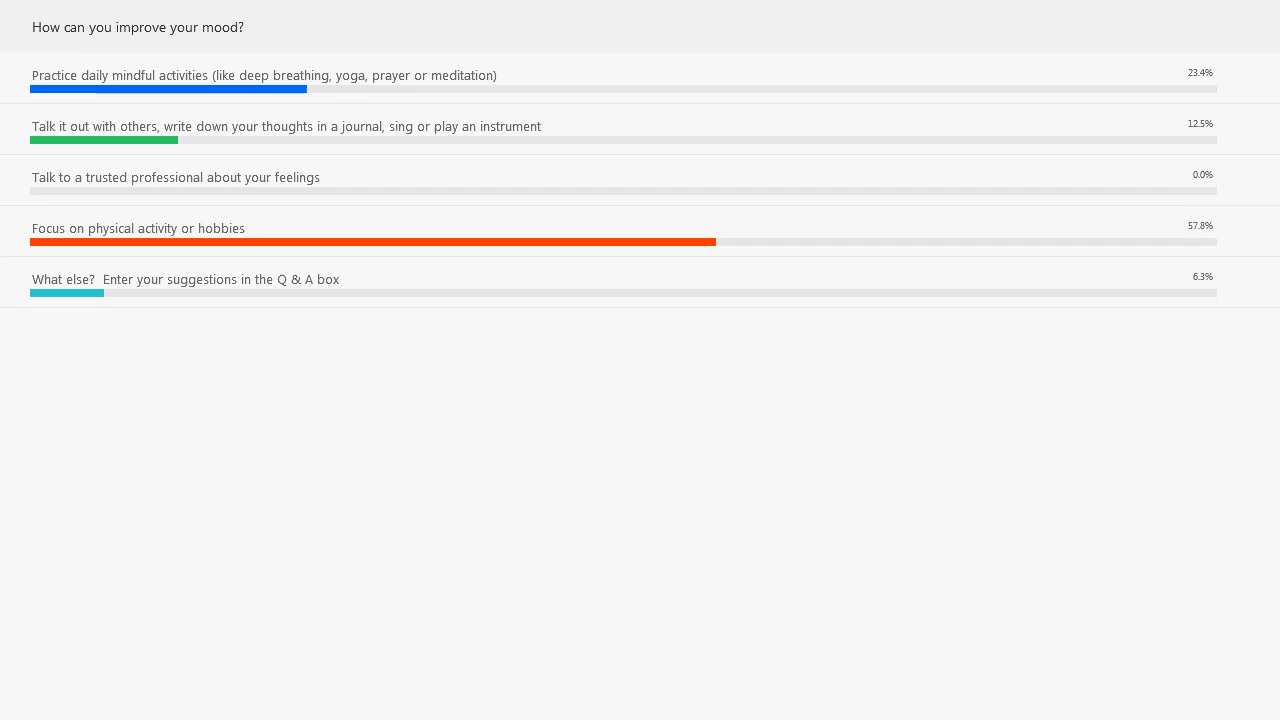 How can you improve your mood?
Practice daily mindful activities (like deep breathing, yoga, prayer or meditation)
23.4%
Talk it out with others, write down your thoughts in a journal, sing or play an instrument
12.5%
Talk to a trusted professional about your feelings
0.0%
Focus on physical activity or hobbies
57.8%
What else?  Enter your suggestions in the Q & A box
6.3%